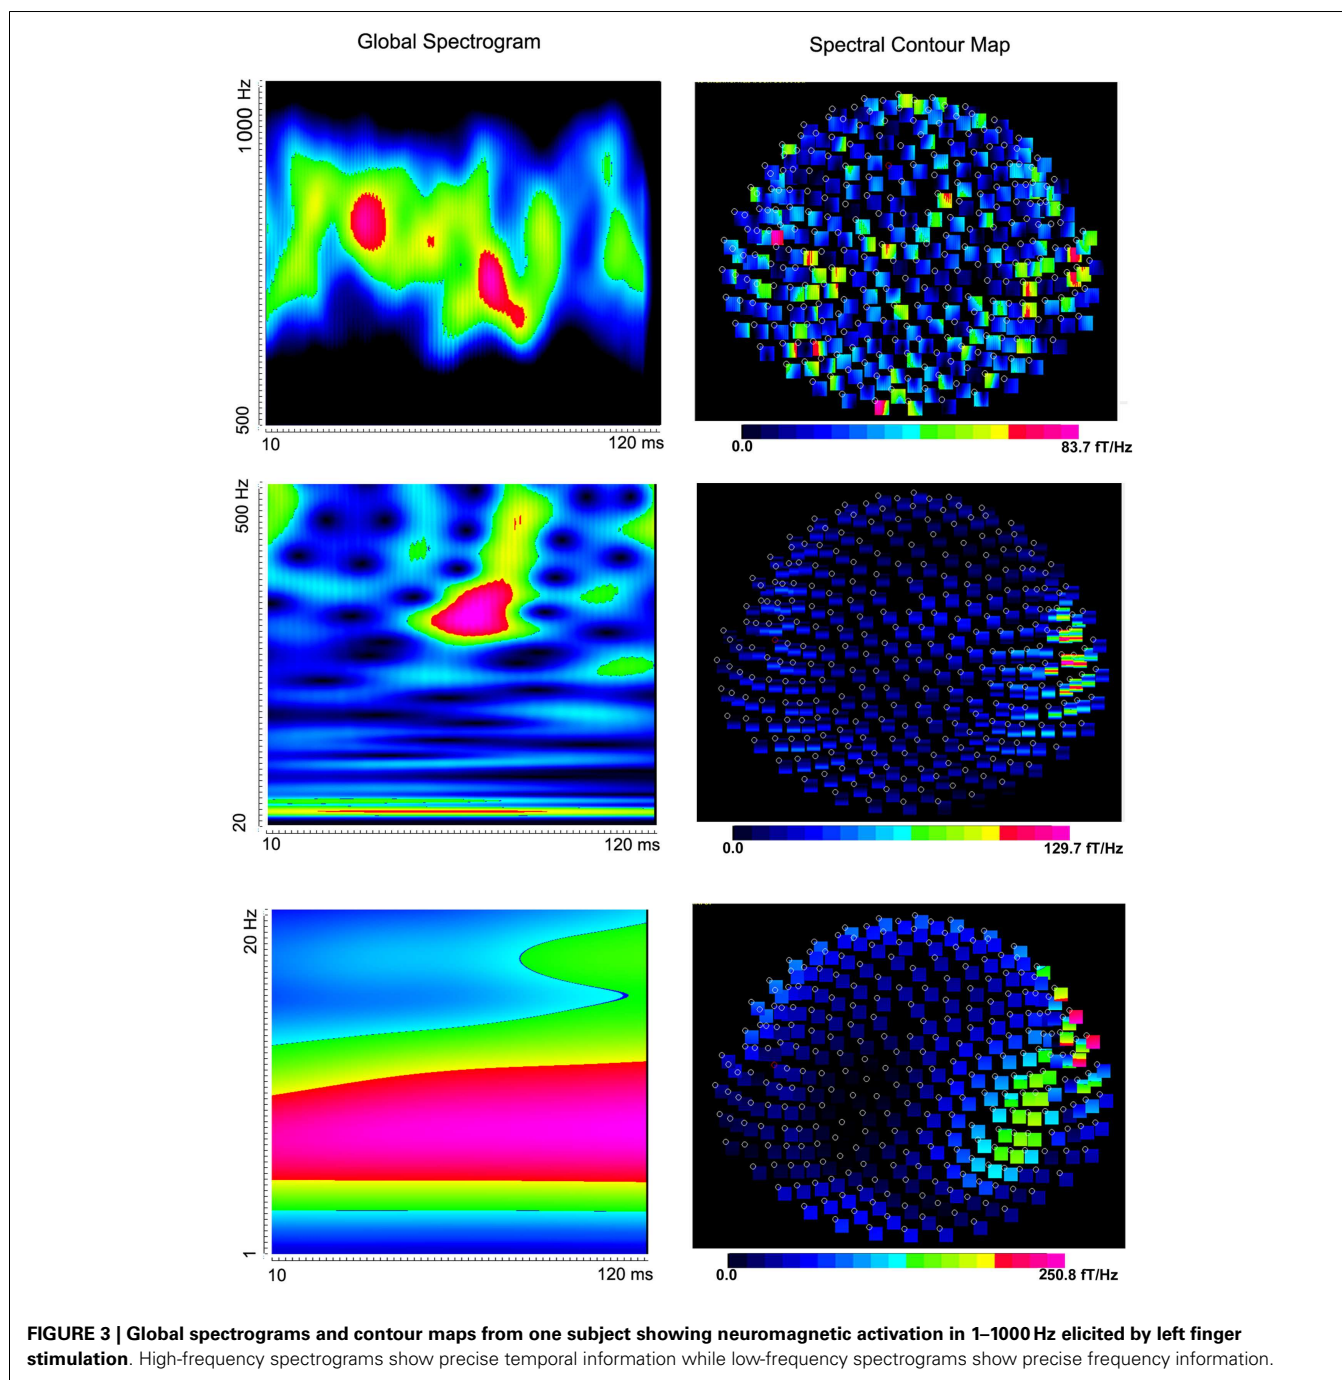 Global Spectrogram
Spectral Contour Map
1000 Hz
500
10
120 ms
0.0
83.7 fT/Hz
500 Hz
20
10
120 ms
0.0
129.7 fT/Hz
20 Hz
1
10
120 ms
0.0
250.8 fT/Hz
FIGURE 3 | Global spectrograms and contour maps from one subject showing neuromagnetic activation in 1–1000 Hz elicited by left finger
stimulation. High-frequency spectrograms show precise temporal information while low-frequency spectrograms show precise frequency information.